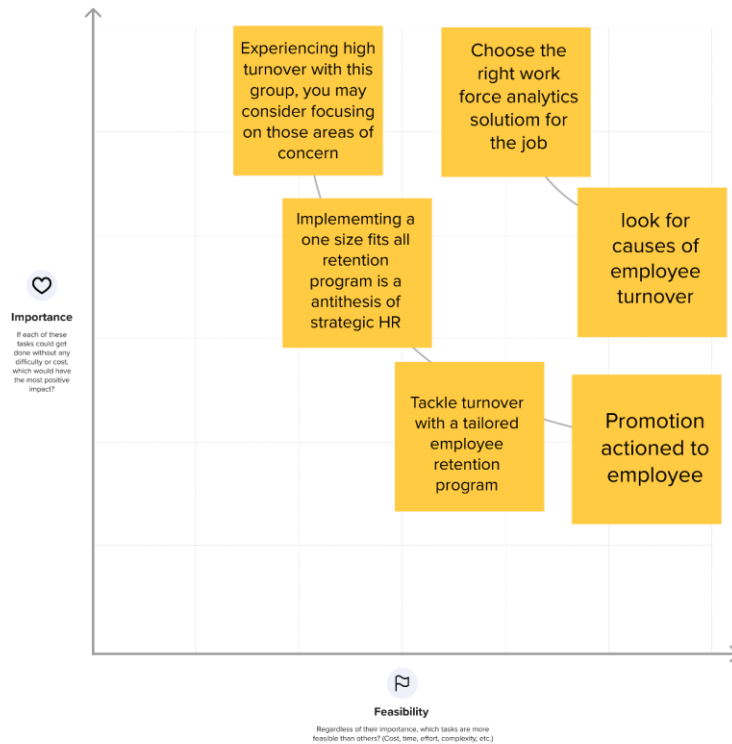 Experiencing high
turnover with this
group, you may
consider focusing
on those areas of
concern
Choose the
right work
force analytics
solutiom for
the job
Implememting a
one size fits all
retention
program is a
antithesis of
strategic HR
look for
causes of
employee
turnover
Tackle turnover
with a tailored
employee
retention
program
Promotion
actioned to
employee
Importance
If each of these
tasks could get
done without any
difficulty or cost,
which would have
the most positive
impact?
Feasibility
Regardless of their importance, which tasks are more
feasible than others? (Cost, time, effort, complexity, etc.)